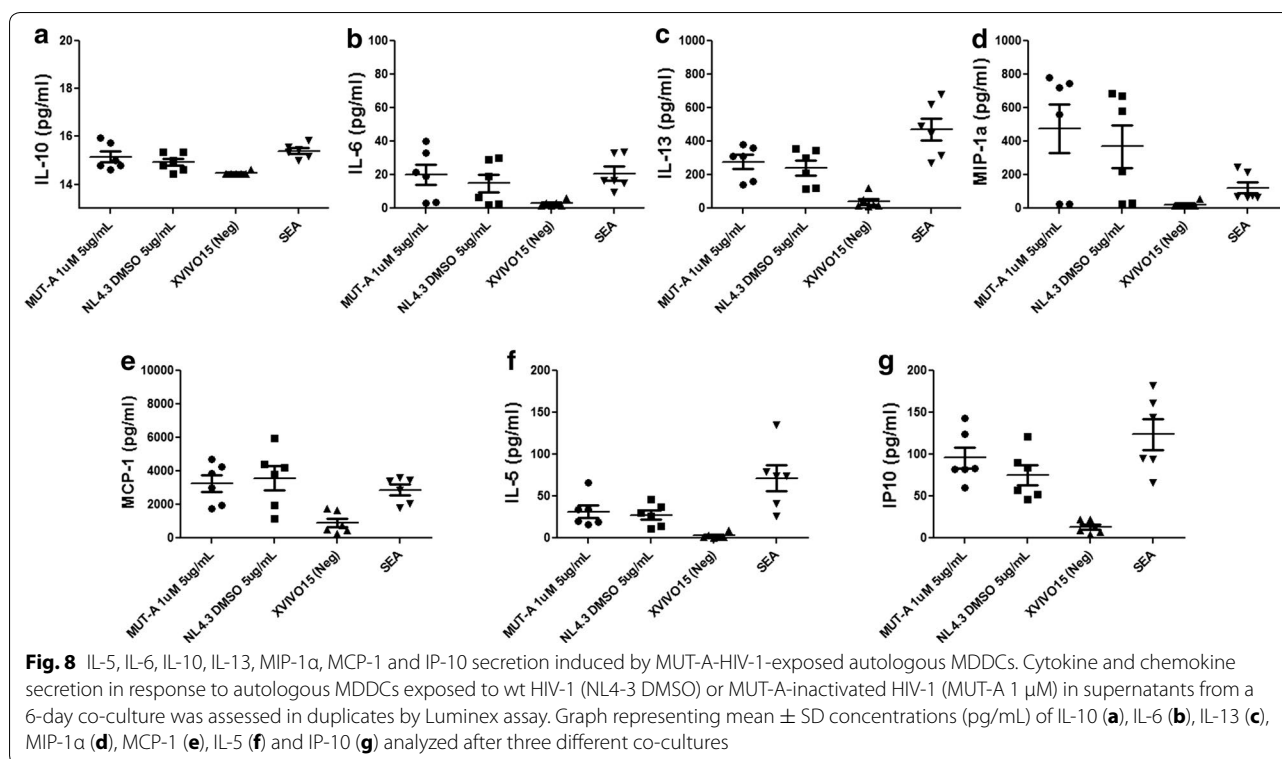 a
20
18
16
14
IL-10 (pg/ml)
MUT-A 1uM 5ug/mL
NL4.3 DMSO 5ug/mL
XVIVO15 (Neg)
SEA
b
100
80
60
40
20
0
IL-6 (pg/ml)
MUT-A 1uM 5ug/mL
NL4.3 DMSO 5ug/mL
XVIVO15 (Neg)
SEA
c
1000
800
600
400
200
0
IL-13 (pg/ml)
MUT-A 1uM 5ug/mL
NL4.3 DMSO 5ug/mL
XVIVO15 (Neg)
SEA
d
1000
800
600
400
200
0
MIP-1a (pg/ml)
MUT-A 1uM 5ug/mL
NL4.3 DMSO 5ug/mL
XVIVO15 (Neg)
SEA
e
10000
8000
6000
4000
2000
0
MCP-1 (pg/ml)
MUT-A 1uM 5ug/mL
NL4.3 DMSO 5ug/mL
XVIVO15 (Neg)
SEA
f
200
150
100
50
0
IL-5 (pg/ml)
MUT-A 1uM 5ug/mL
NL4.3 DMSO 5ug/mL
XVIVO15 (Neg)
SEA
g
200
150
100
50
0
IP10 (pg/ml)
MUT-A 1uM 5ug/mL
NL4.3 DMSO 5ug/mL
XVIVO15 (Neg)
SEA
Fig. 8 IL-5, IL-6, IL-10, IL-13, MIP-1α, MCP-1 and IP-10 secretion induced by MUT-A-HIV-1-exposed autologous MDDCs. Cytokine and chemokine
secretion in response to autologous MDDCs exposed to wt HIV-1 (NL4-3 DMSO) or MUT-A-inactivated HIV-1 (MUT-A 1 μM) in supernatants from a
6-day co-culture was assessed in duplicates by Luminex assay. Graph representing mean ± SD concentrations (pg/mL) of IL-10 (a), IL-6 (b), IL-13 (c),
MIP-1α (d), MCP-1 (e), IL-5 (f) and IP-10 (g) analyzed after three different co-cultures